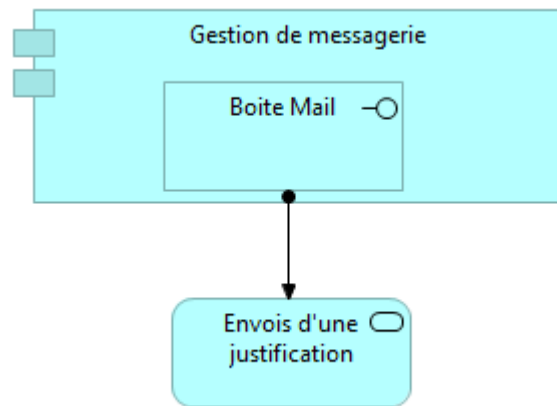 Gestion de messagerie
Boite Mail
Envois d'une
justification